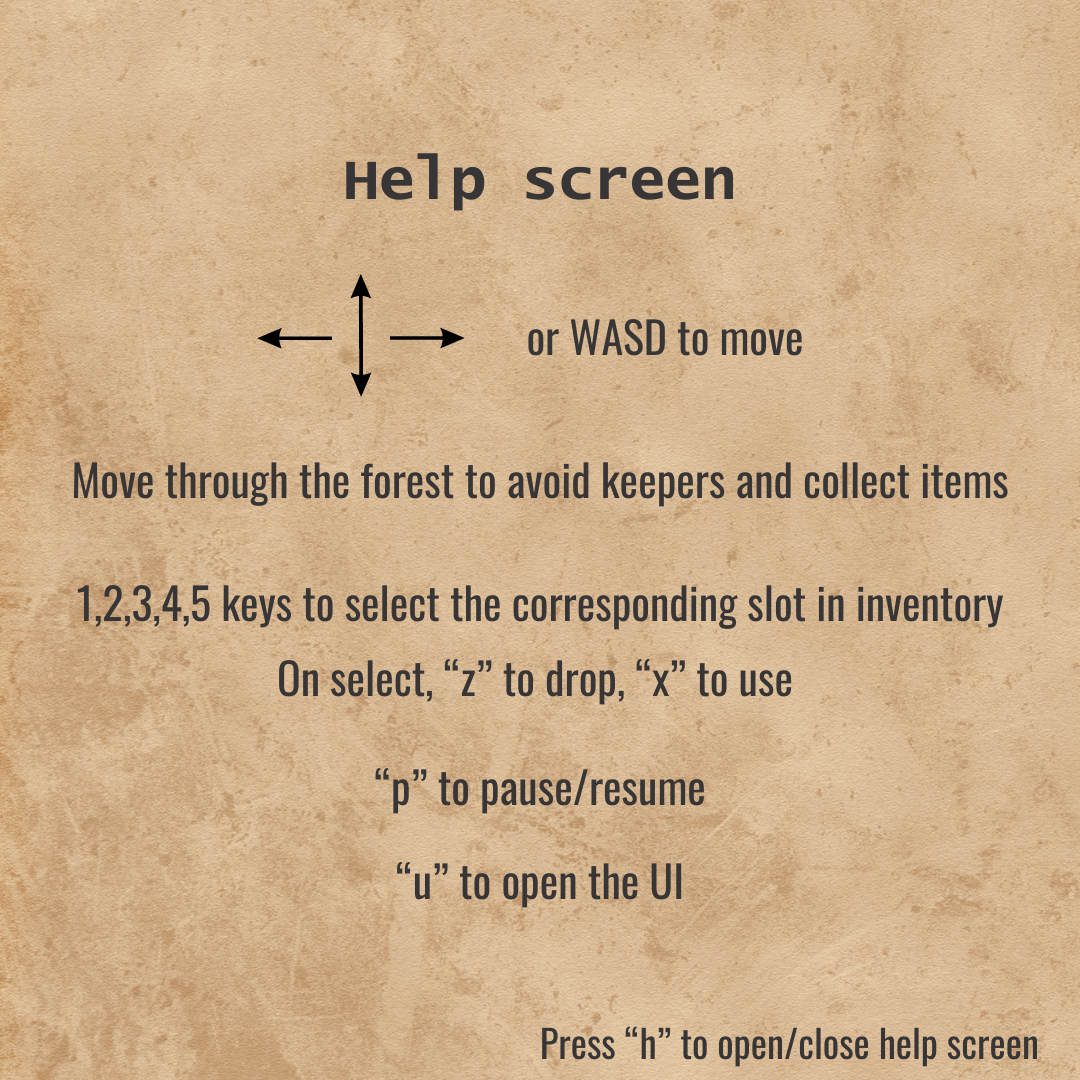 Help screen
or WASD to move
Move through the forest to avoid keepers and collect items
1,2,3,4,5 keys to select the corresponding slot in inventory
On select, “z” to drop, “x” to use
“p” to pause/resume
“u” to open the UI
Press “h” to open/close help screen